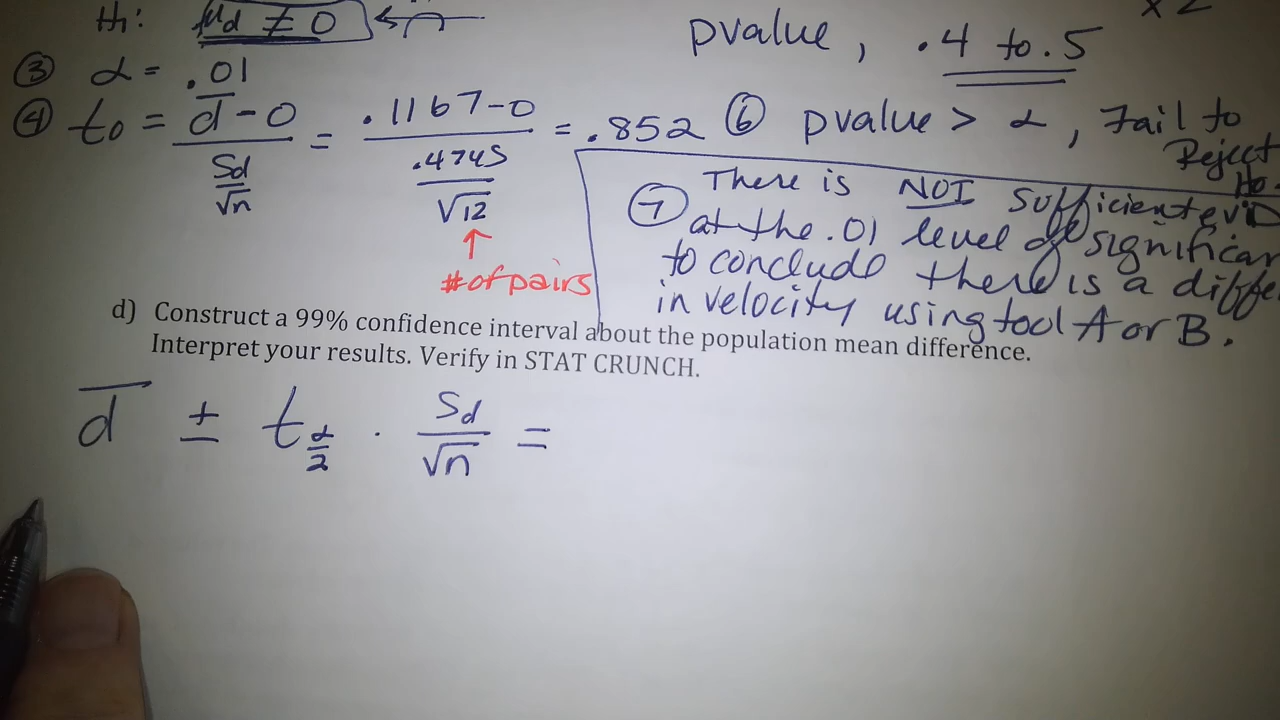 H₁: μd ≠ 0
x 2
pvalue, .4 to .5
③ α = .01
④ t₀ = d̄ - 0 / Sd/√n = .1167-0 / .4745/√12 = .852
⑥ pvalue > α, Fail to
Reject
Ho.
⑦ There is NOT sufficient evid
at the .01 level of significan
to conclude there is a diffe
in velocity using tool A or B.
# of pairs
d) Construct a 99% confidence interval about the population mean difference.
Interpret your results. Verify in STAT CRUNCH.
d̄ ± t α/2 · Sd/√n =